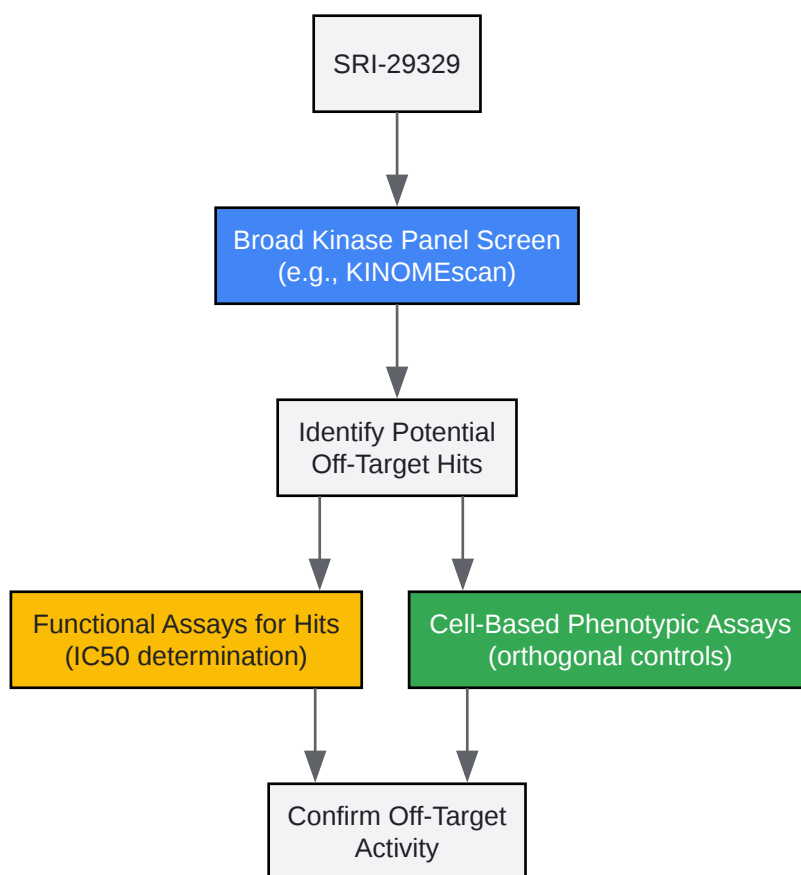 SRI-29329
Broad Kinase Panel Screen
(e.g., KINOMEscan)
Identify Potential
Off-Target Hits
Functional Assays for Hits
(IC50 determination)
Cell-Based Phenotypic Assays
(orthogonal controls)
Confirm Off-Target
Activity